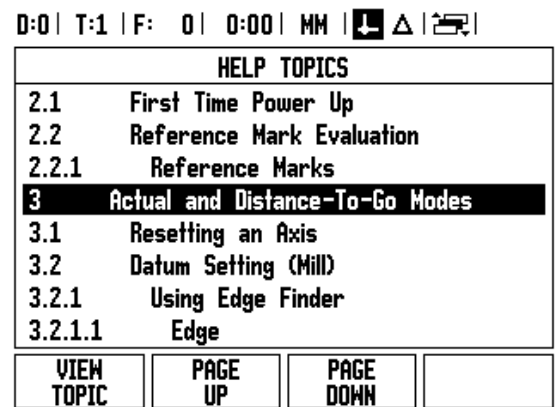 D:0 | T:1 | F: 0 | 0:00 | MM | Δ |
HELP TOPICS
2.1 First Time Power Up
2.2 Reference Mark Evaluation
2.2.1 Reference Marks
3 Actual and Distance-To-Go Modes
3.1 Resetting an Axis
3.2 Datum Setting (Mill)
3.2.1 Using Edge Finder
3.2.1.1 Edge
VIEW
TOPIC
PAGE
UP
PAGE
DOWN